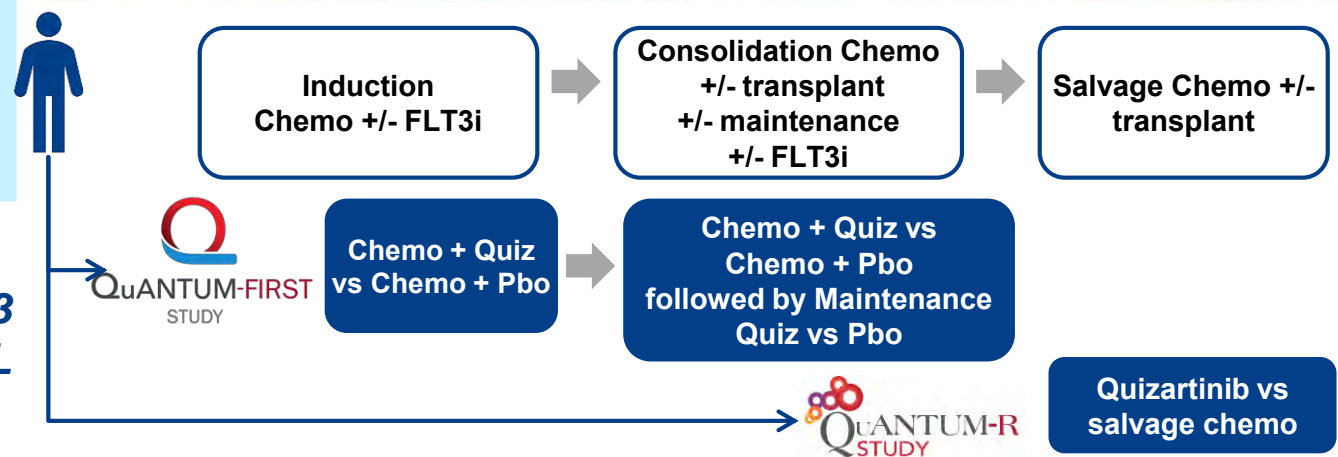 Induction
Chemo +/- FLT3i
Consolidation Chemo
+/- transplant
+/- maintenance
+/- FLT3i
Salvage Chemo +/-
transplant
QuANTUM-FIRST
STUDY
Chemo + Quiz
vs Chemo + Pbo
Chemo + Quiz vs
Chemo + Pbo
followed by Maintenance
Quiz vs Pbo
3
QuANTUM-R
STUDY
Quizartinib vs
salvage chemo